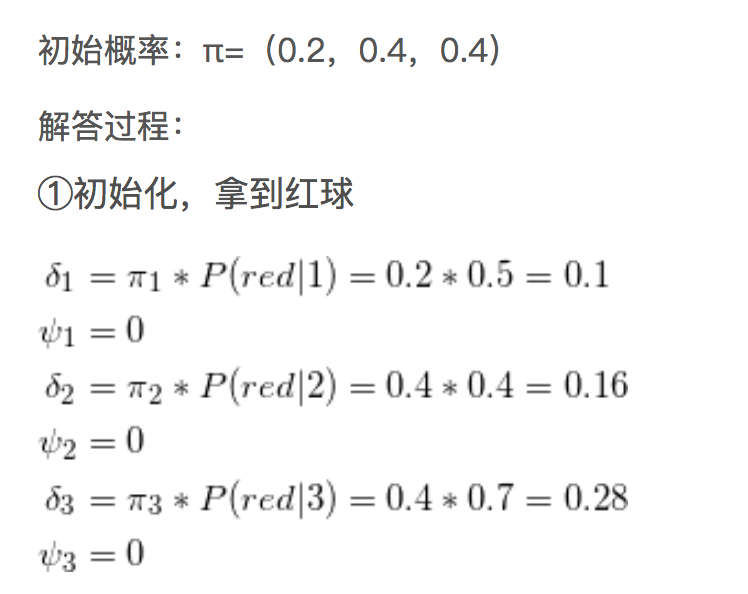 初始概率：π=（0.2，0.4，0.4）
解答过程：
①初始化，拿到红球
δ₁ = π₁ * P(red|1) = 0.2 * 0.5 = 0.1
ψ₁ = 0
δ₂ = π₂ * P(red|2) = 0.4 * 0.4 = 0.16
ψ₂ = 0
δ₃ = π₃ * P(red|3) = 0.4 * 0.7 = 0.28
ψ₃ = 0